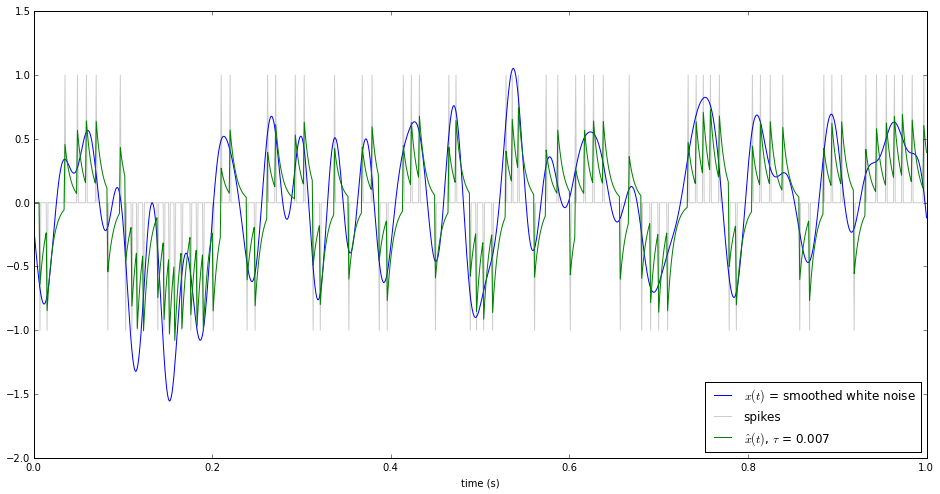 1.5
1.0
0.5
0.0
−0.5
−1.0
−1.5
−2.0
0.0 0.2 0.4 0.6 0.8 1.0
time (s)
x(t) = smoothed white noise
spikes
x̂(t), τ = 0.007